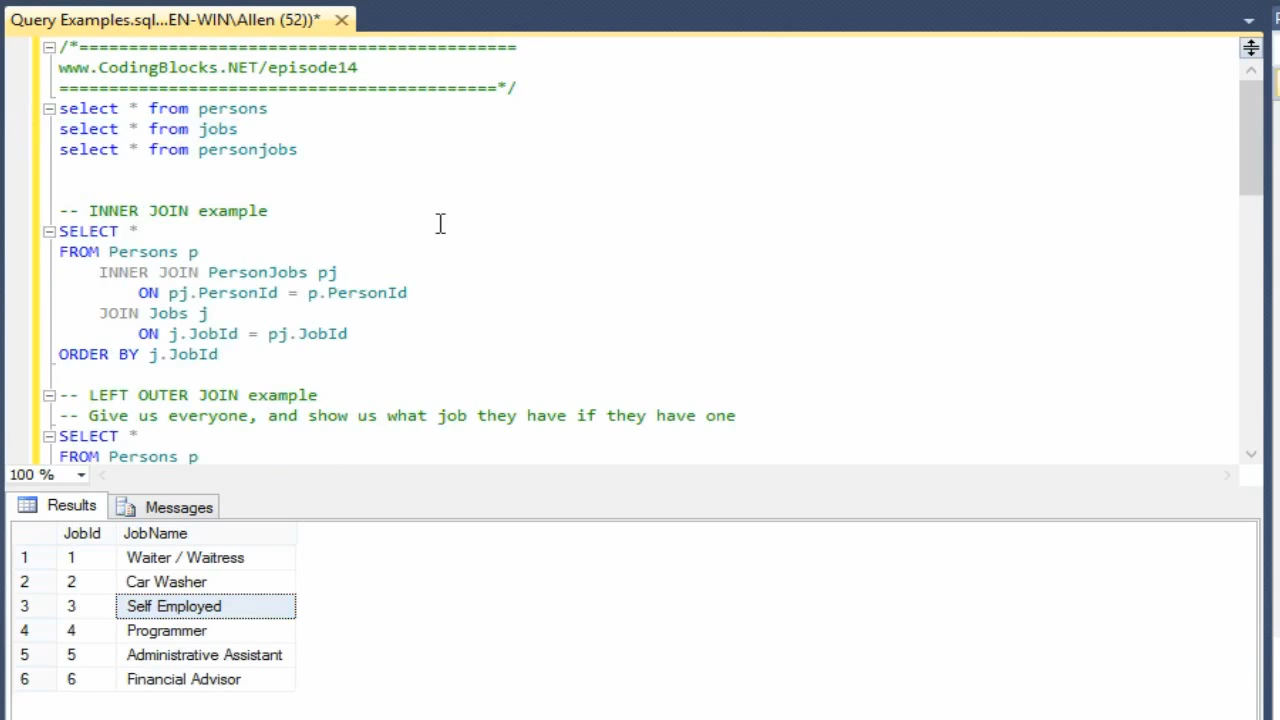 Query Examples.sql...EN-WIN\Allen (52))*
/*============================================
www.CodingBlocks.NET/episode14
============================================*/
select * from persons
select * from jobs
select * from personjobs
-- INNER JOIN example
SELECT *
FROM Persons p
INNER JOIN PersonJobs pj
ON pj.PersonId = p.PersonId
JOIN Jobs j
ON j.JobId = pj.JobId
ORDER BY j.JobId
-- LEFT OUTER JOIN example
-- Give us everyone, and show us what job they have if they have one
SELECT *
FROM Persons p
100 %
Results Messages
JobId JobName
1 1 Waiter / Waitress
2 2 Car Washer
3 3 Self Employed
4 4 Programmer
5 5 Administrative Assistant
6 6 Financial Advisor